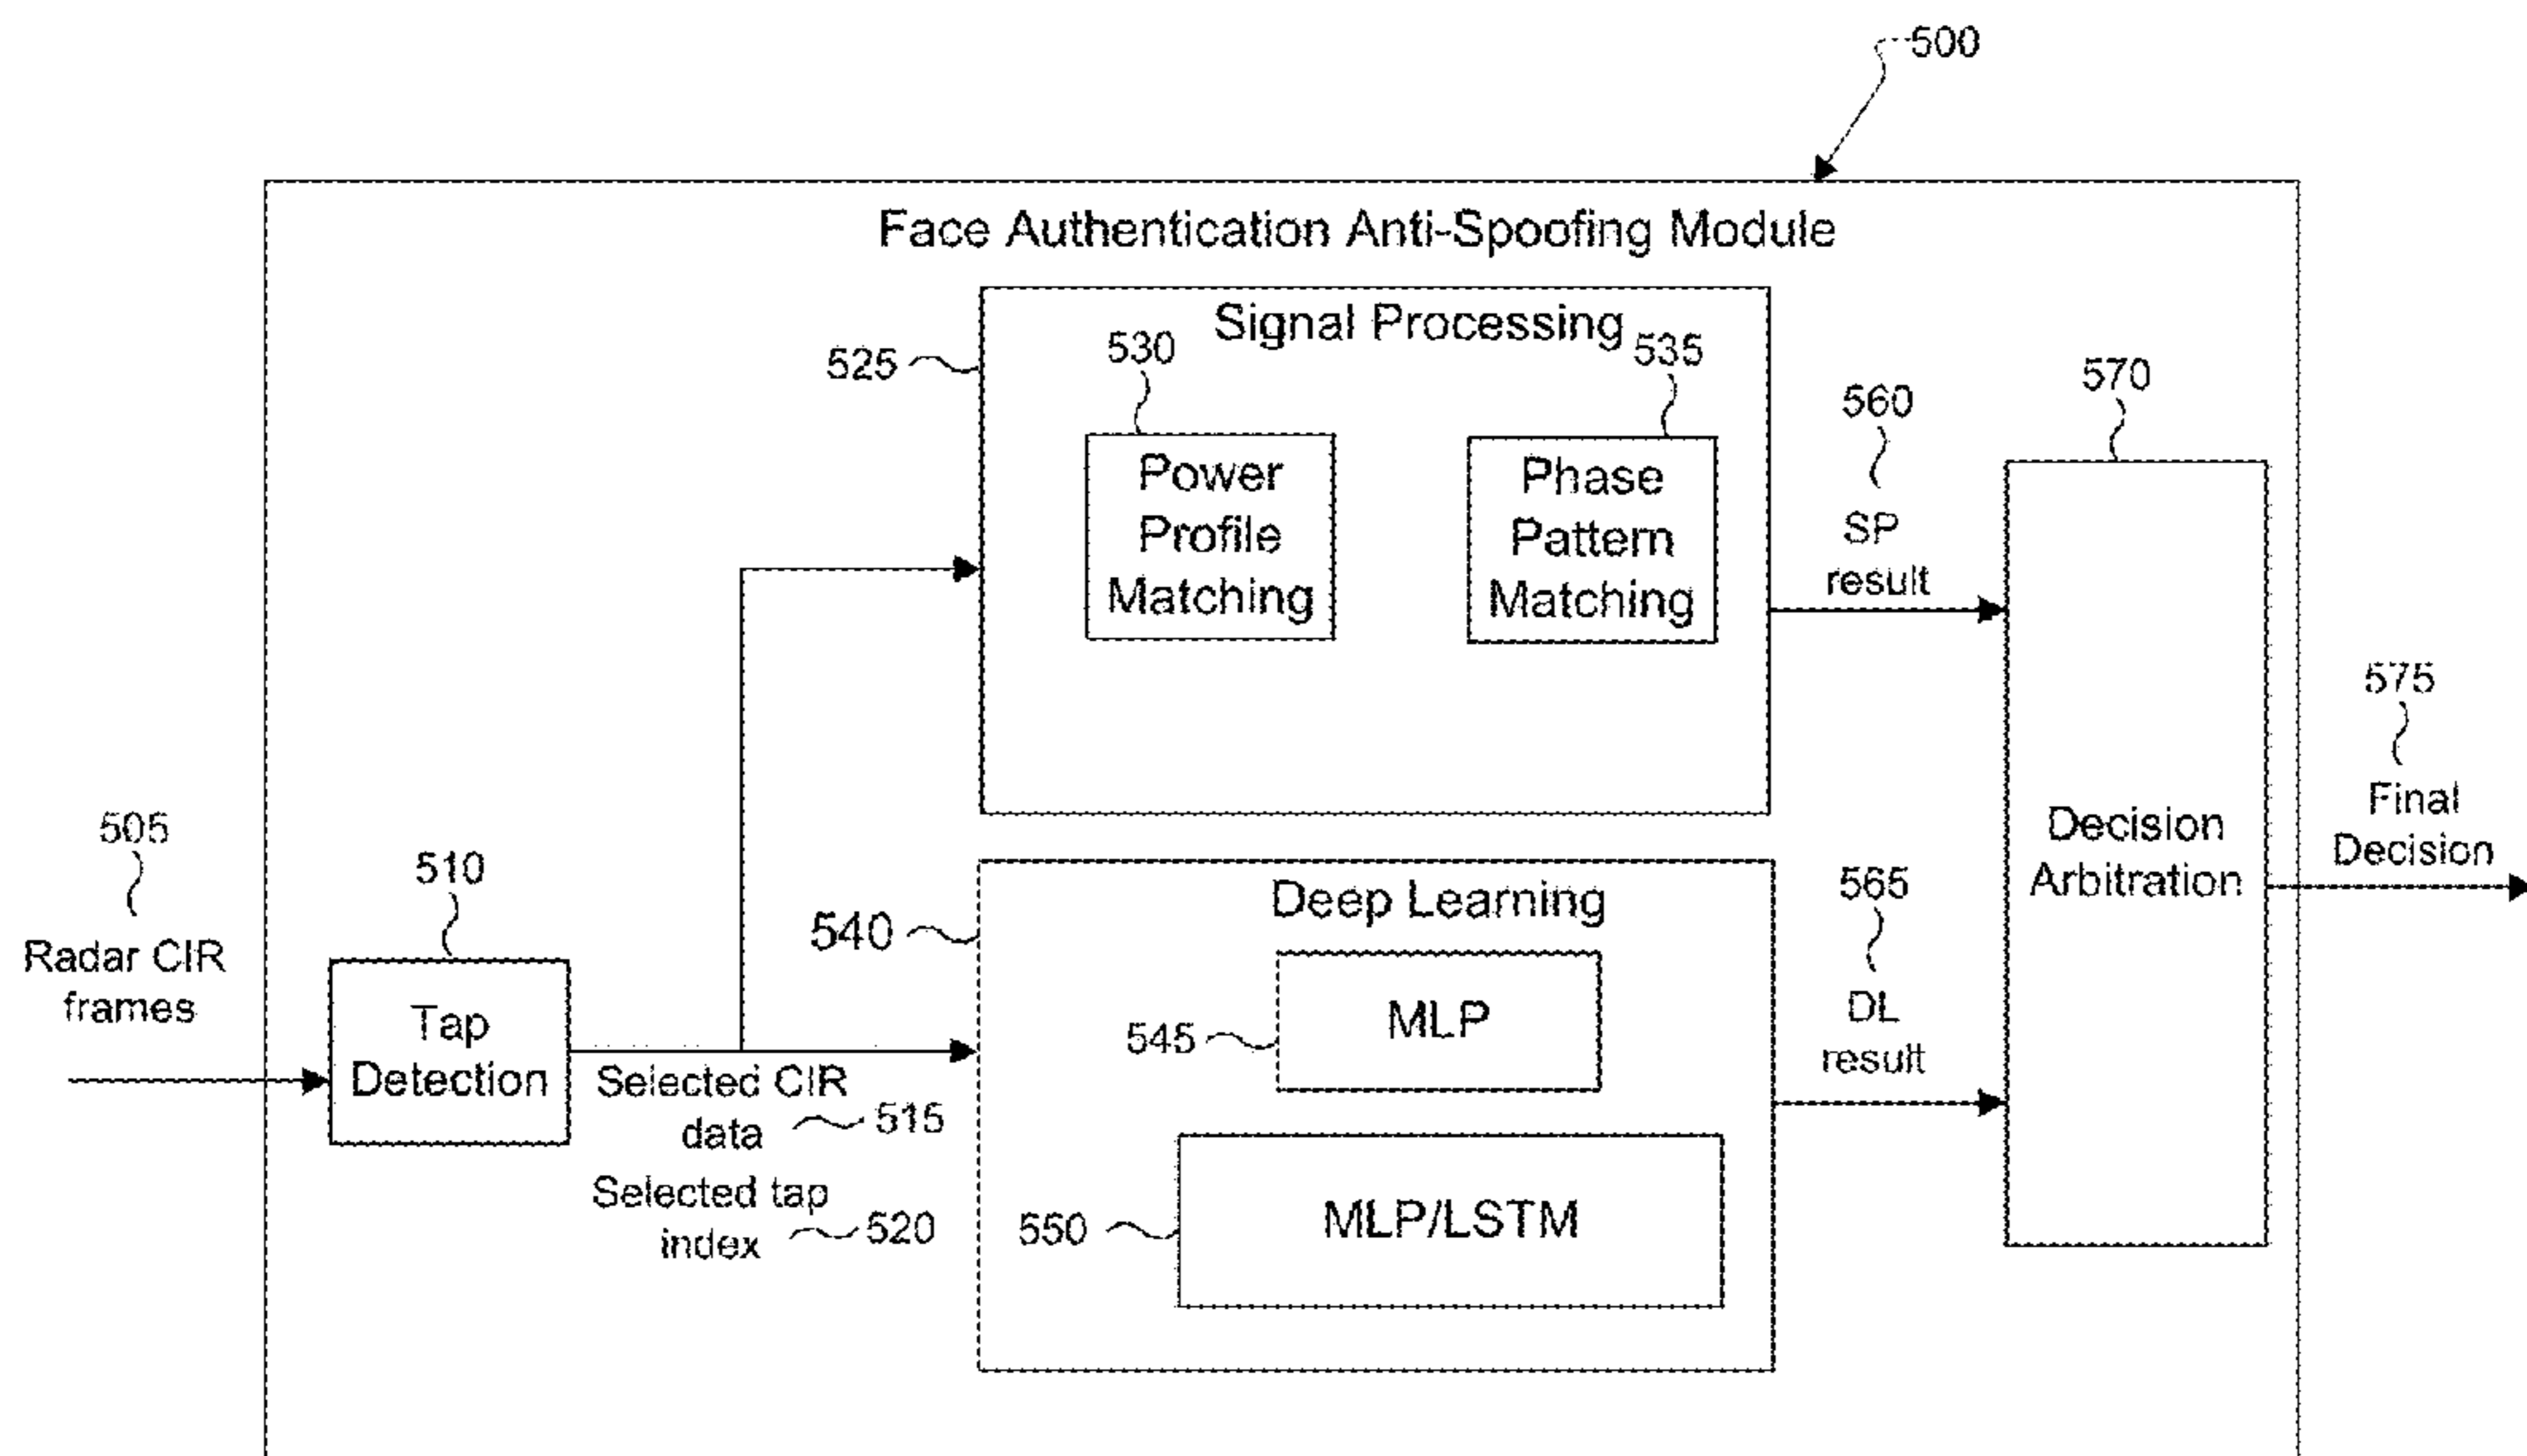 500
Face Authentication Anti-Spoofing Module
Signal Processing
525
530
535
Power
Profile
Matching
Phase
Pattern
Matching
560
SP
result
570
505
Radar CIR
frames
510
Tap
Detection
Selected CIR
data
515
Selected tap
index
520
540
Deep Learning
545
MLP
550
MLP/LSTM
565
DL
result
Decision
Arbitration
575
Final
Decision